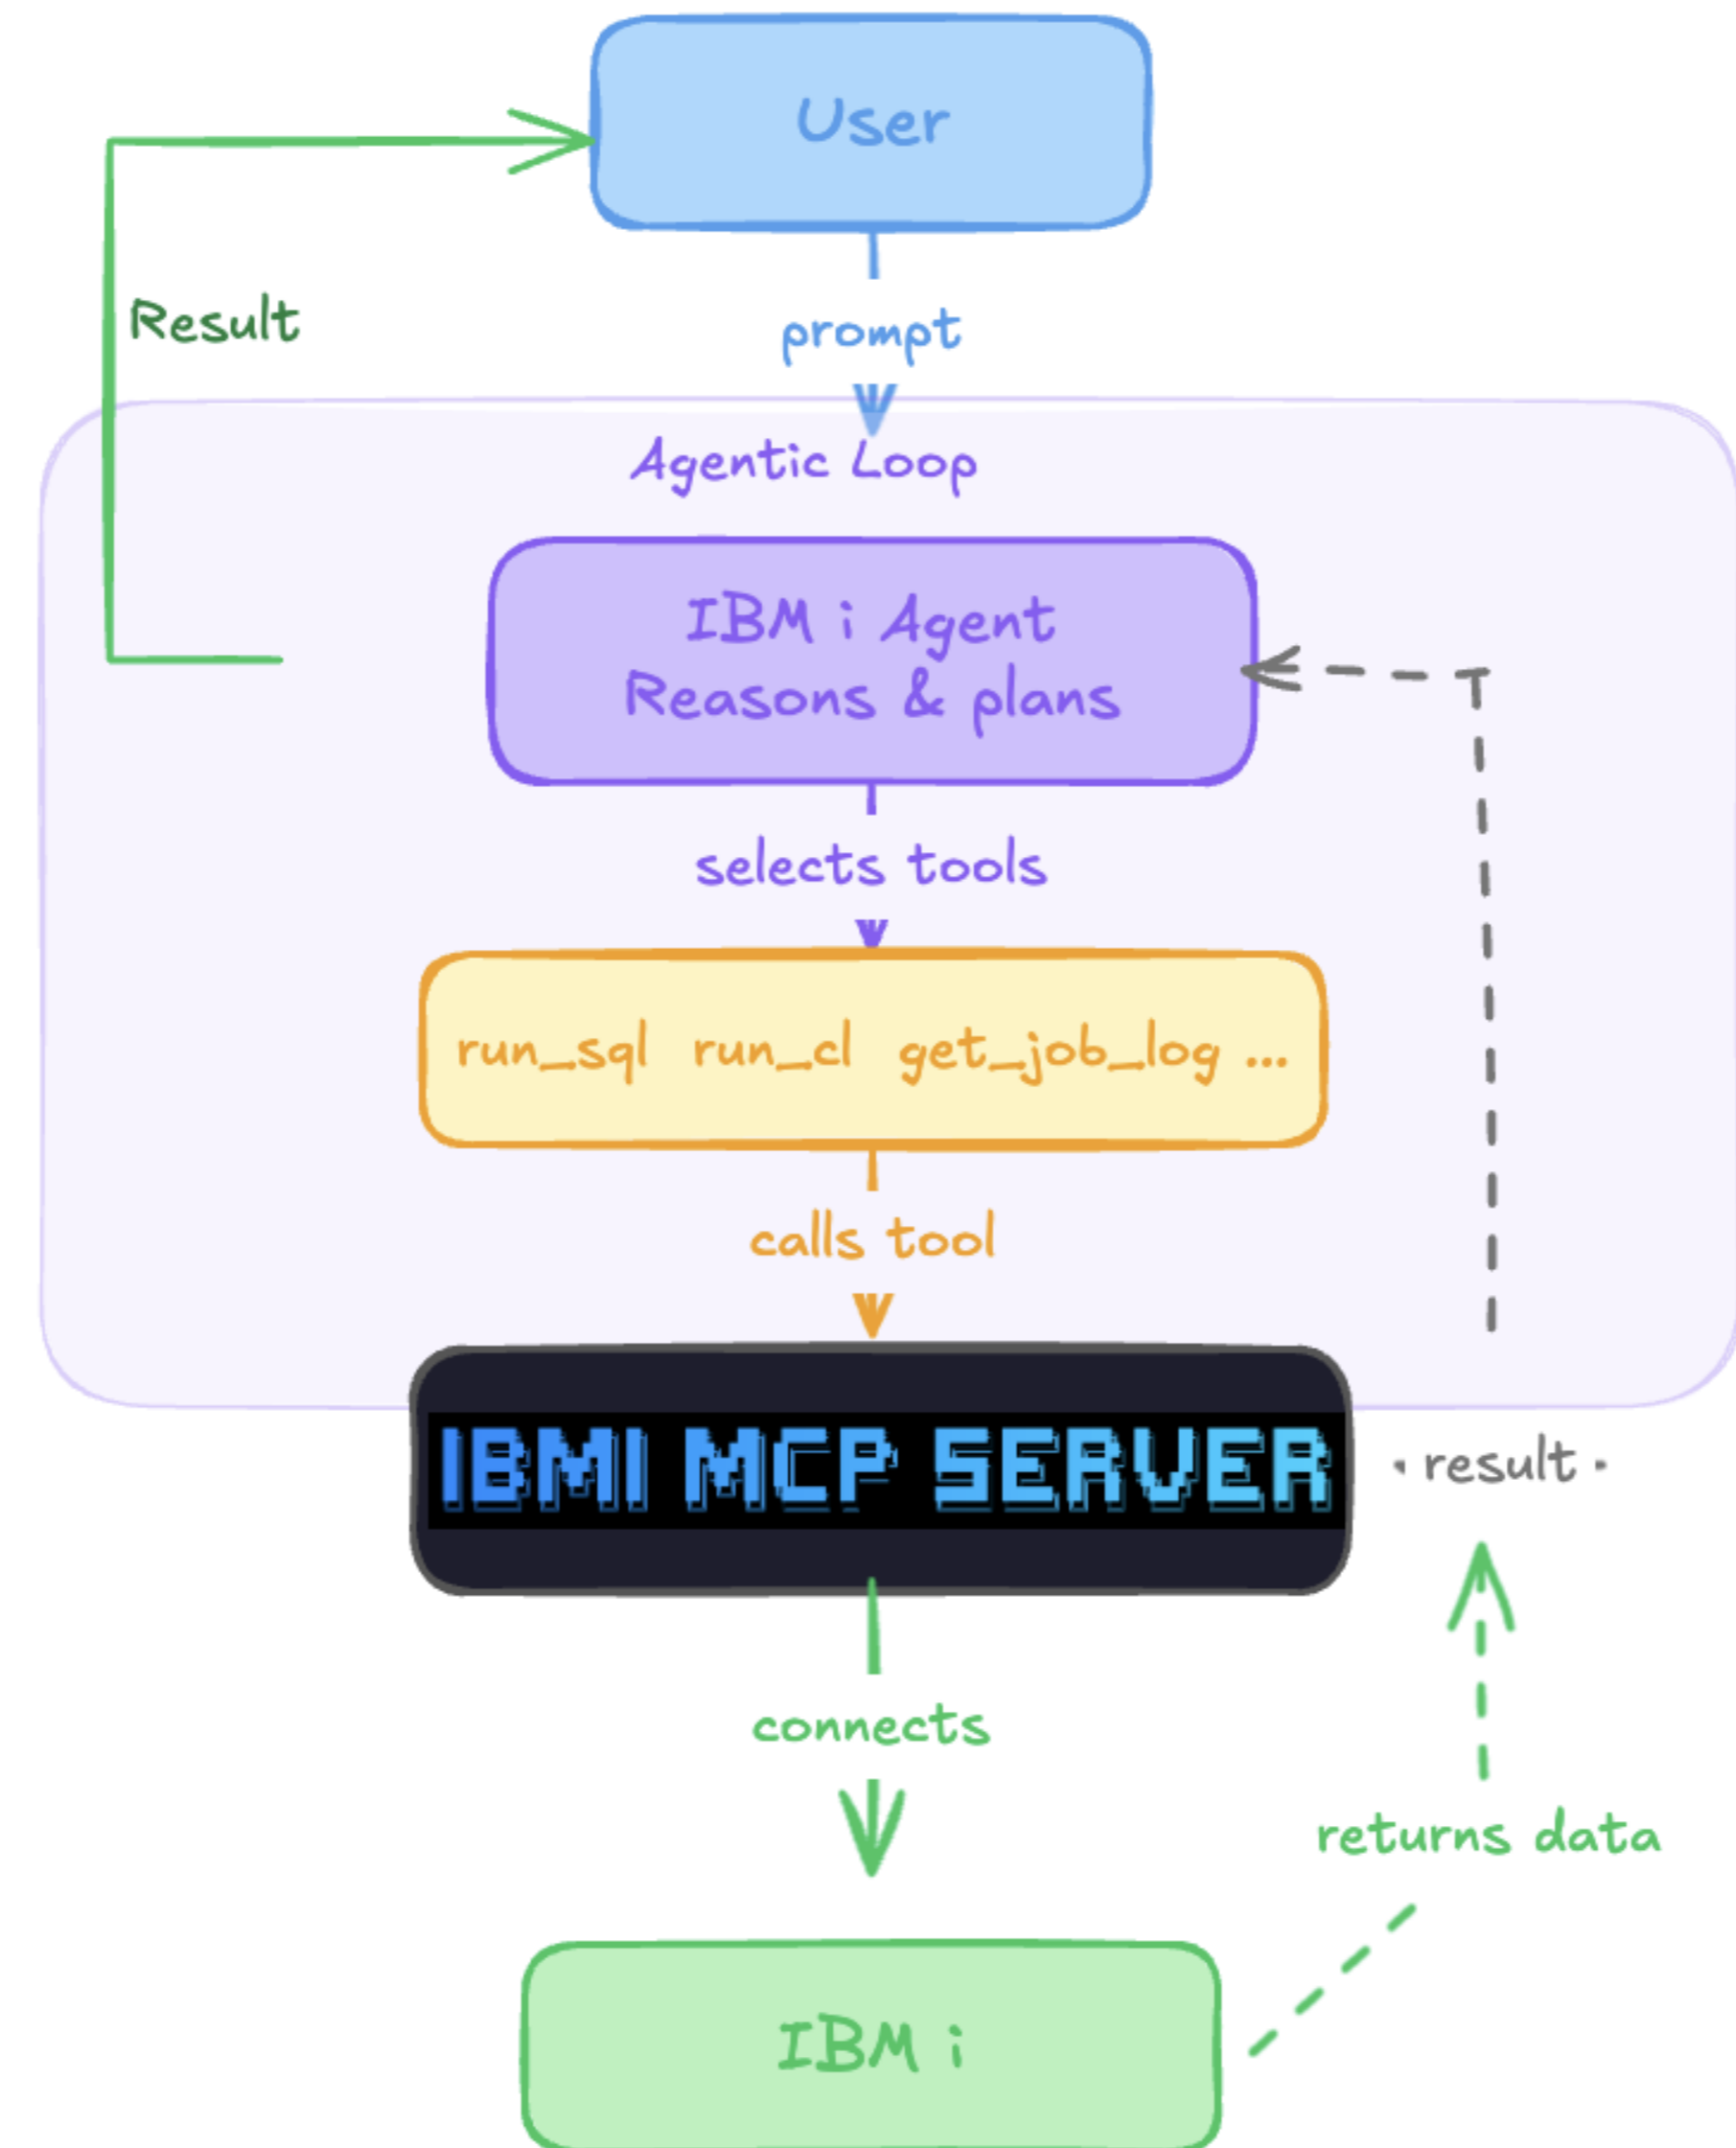 User
Result
prompt
Agentic Loop
IBM i Agent
Reasons & plans
selects tools
run_sql run_cl get_job_log ...
calls tool
IBMI MCP SERVER
result
connects
returns data
IBM i